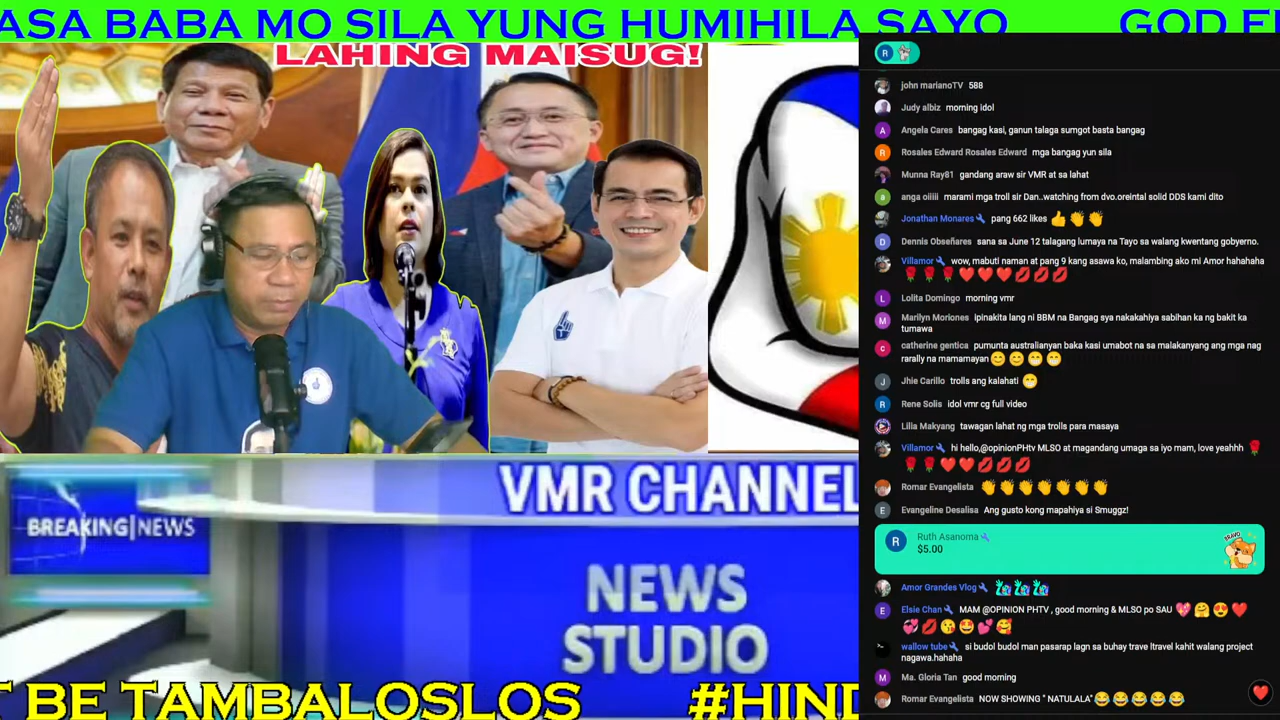 ASA BABA MO SILA YUNG HUMIHILA SAYO GOD
LAHING MAISUG!
VMR CHANNEL
BREAKING|NEWS
NEWS
STUDIO
T BE TAMBALOSLOS #HIND
R
john marianoTV 588
Judy albiz morning idol
A Angela Cares bangag kasi, ganun talaga sumgot basta bangag
R Rosales Edward Rosales Edward mga bangag yun sila
Munna Ray81 gandang araw sir VMR at sa lahat
a anga oiiiii marami mga troll sir Dan..watching from dvo.oreintal solid DDS kami dito
Jonathan Monares 🔧 pang 662 likes 👍👏👏
D Dennis Obseñares sana sa June 12 talagang lumaya na Tayo sa walang kwentang gobyerno.
Villamor 🔧 wow, mabuti naman at pang 9 kang asawa ko, malambing ako mi Amor hahahaha
🌹🌹🌹❤️❤️❤️💋💋💋
L Lolita Domingo morning vmr
M Marilyn Moriones ipinakita lang ni BBM na Bangag sya nakakahiya sabihan ka ng bakit ka
tumawa
c catherine gentica pumunta australianyan baka kasi umabot na sa malakanyang ang mga nag
rarally na mamamayan😊😊😁😁
J Jhie Carillo trolls ang kalahati 😁
R Rene Solis idol vmr cg full video
Lilia Makyang tawagan lahat ng mga trolls para masaya
Villamor 🔧 hi hello,@opinionPHtv MLSO at magandang umaga sa iyo mam, love yeahhh 🌹
🌹🌹❤️❤️💋💋💋
Romar Evangelista 👏👏👏👏👏👏👏
E Evangeline Desalisa Ang gusto kong mapahiya si Smuggz!
R Ruth Asanoma 🔧
$5.00
BRAVO
Amor Grandes Vlog 🔧
E Elsie Chan 🔧 MAM @OPINION PHTV , good morning & MLSO po SAU 💖🤗😍❤️
💞💋😘🤩💕🥰
wallow tube 🔧 si budol budol man pasarap lagn sa buhay trave ltravel kahit walang project
nagawa.hahaha
M Ma. Gloria Tan good morning
Romar Evangelista NOW SHOWING " NATULALA"😂😂😂😂😂